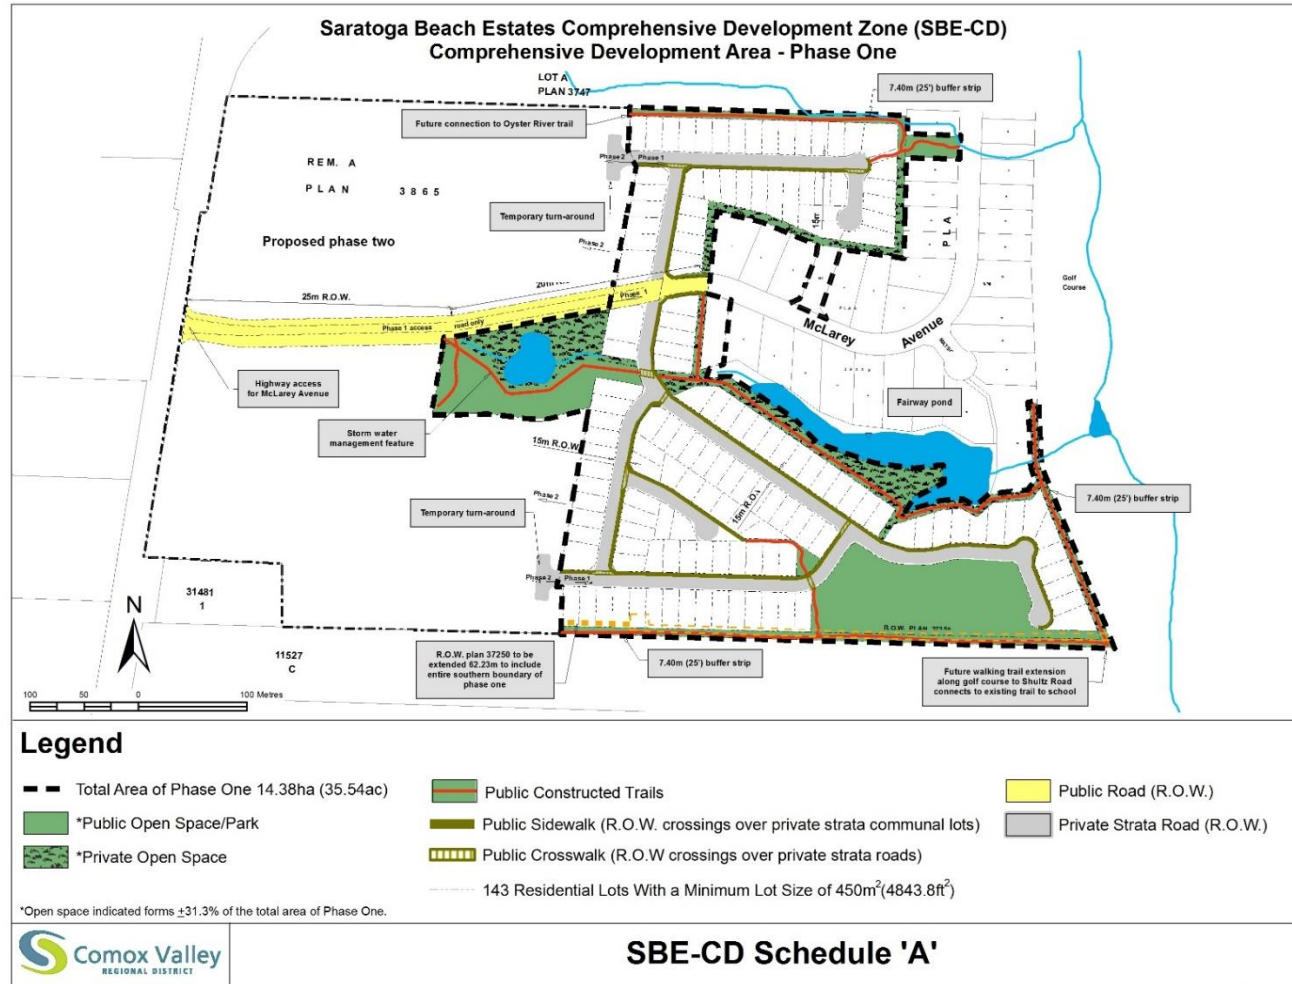 Saratoga Beach Estates Comprehensive Development Zone (SBE-CD)
Comprehensive Development Area - Phase One
LOT A
PLAN 3747
7.40m (25') buffer strip
Future connection to Oyster River trail
REM. A
PLAN 3865
Phase 2
Phase 1
Temporary turn-around
15m
P L A
Proposed phase two
Phase 2
Golf
Course
25m R.O.W.
Phase 1
Phase 1 access road only
McLarey Avenue
Highway access
for McLarey Avenue
Storm water
management feature
Fairway pond
15m R.O.W.
Phase 2
15m R.O.
7.40m (25') buffer strip
Temporary turn-around
Phase 2
Phase 1
31481
1
N
11527
C
R.O.W. PLAN
R.O.W. plan 37250 to be
extended 62.23m to include
entire southern boundary of
phase one
7.40m (25') buffer strip
Future walking trail extension
along golf course to Shultz Road
connects to existing trail to school
100 50 0 100 Metres
Legend
Total Area of Phase One 14.38ha (35.54ac)
*Public Open Space/Park
*Private Open Space
Public Constructed Trails
Public Sidewalk (R.O.W. crossings over private strata communal lots)
Public Crosswalk (R.O.W crossings over private strata roads)
143 Residential Lots With a Minimum Lot Size of 450m²(4843.8ft²)
Public Road (R.O.W.)
Private Strata Road (R.O.W.)
*Open space indicated forms ±31.3% of the total area of Phase One.
Comox Valley
REGIONAL DISTRICT
SBE-CD Schedule 'A'